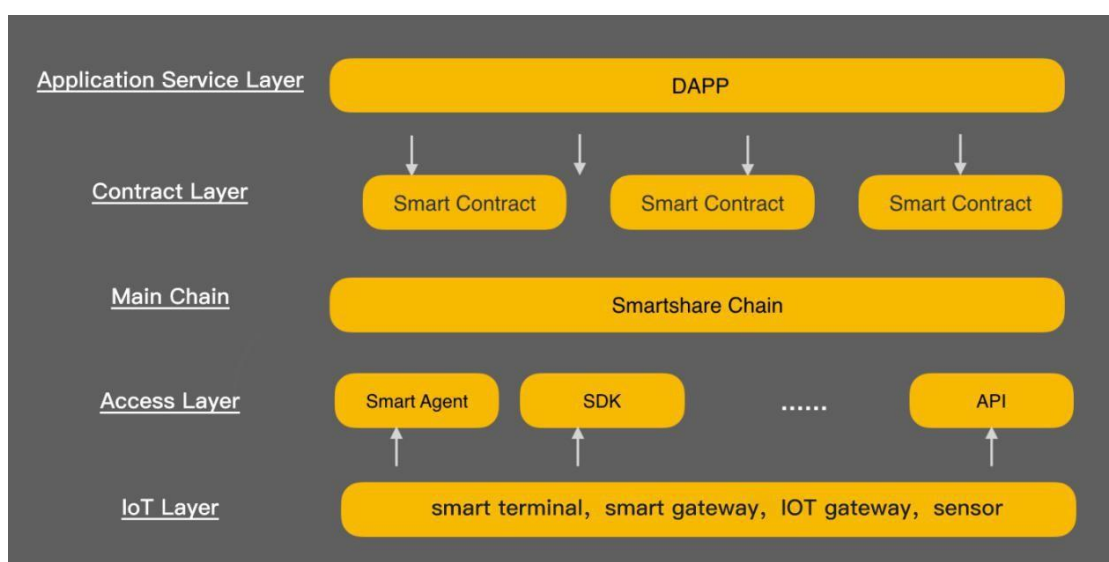 Application Service Layer
DAPP
Contract Layer
Smart Contract
Smart Contract
Smart Contract
Main Chain
Smartshare Chain
Access Layer
Smart Agent
SDK
......
API
IoT Layer
smart terminal, smart gateway, IOT gateway, sensor